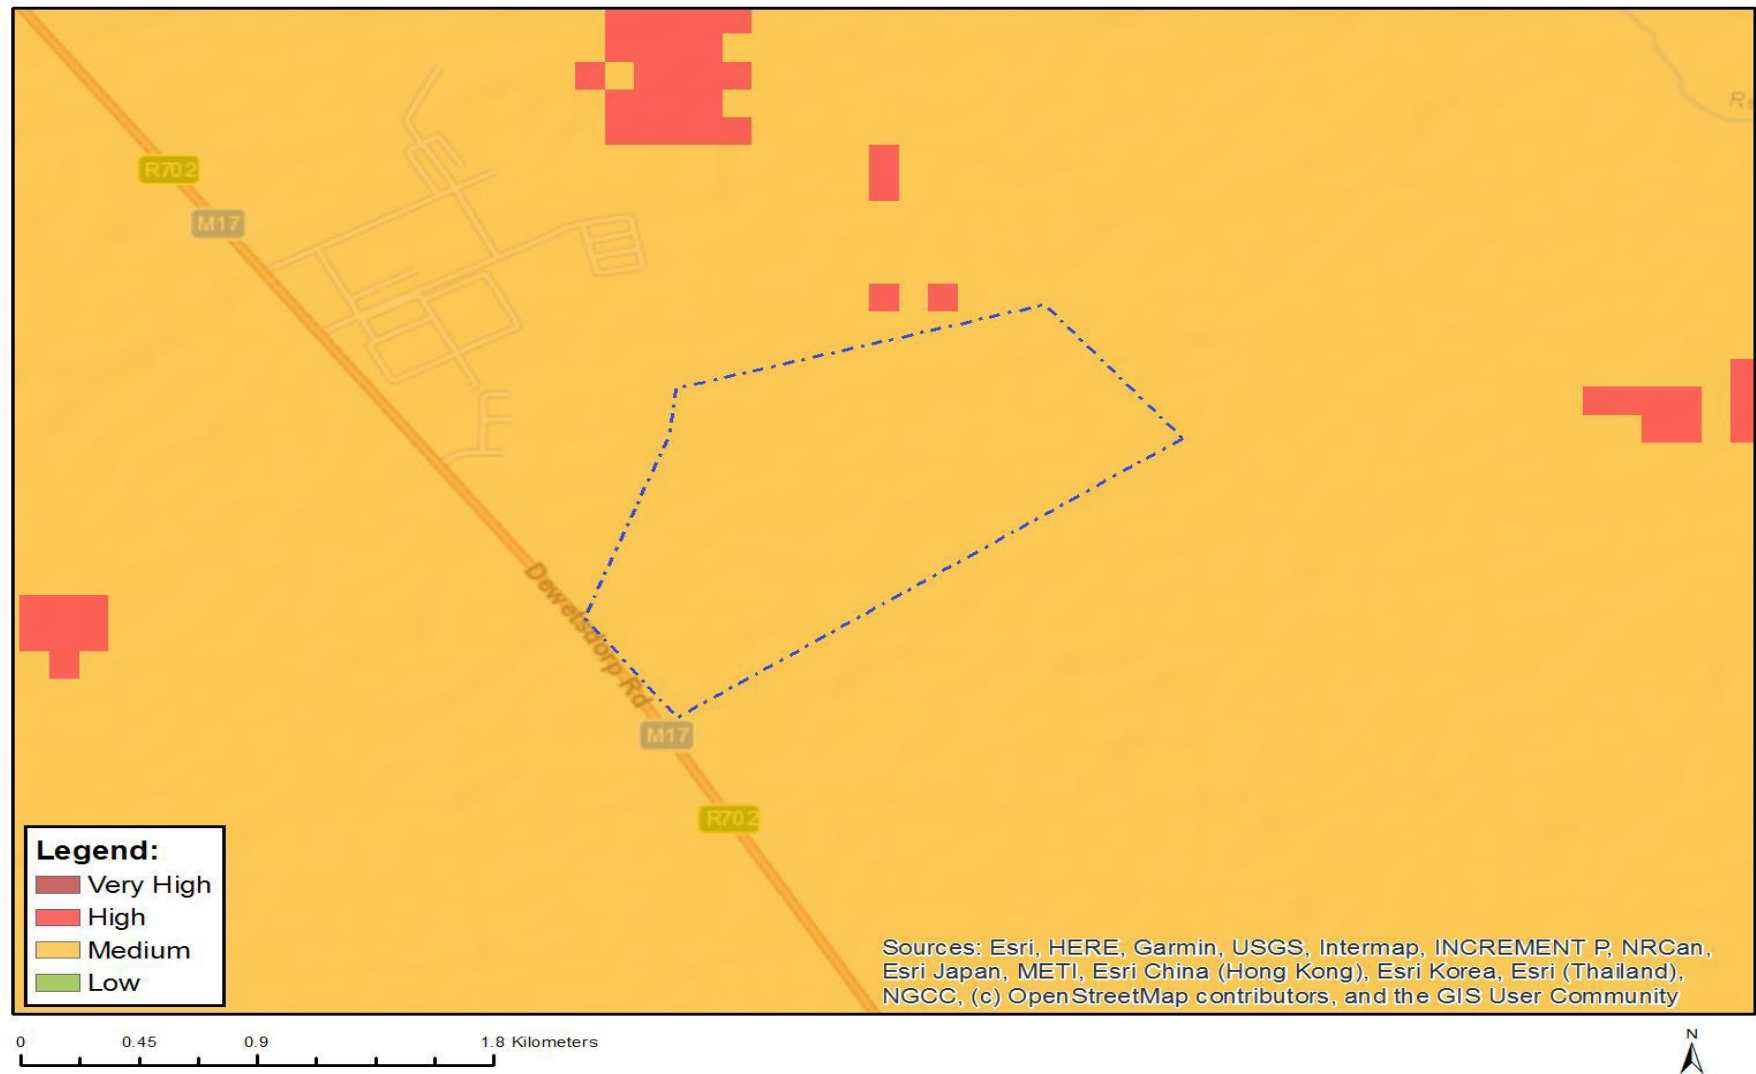 R702
M17
Re
Dewetsdorp Rd
M17
R702
Legend:
Very High
High
Medium
Low
Sources: Esri, HERE, Garmin, USGS, Intermap, INCREMENT P, NRCan,
Esri Japan, METI, Esri China (Hong Kong), Esri Korea, Esri (Thailand),
NGCC, (c) OpenStreetMap contributors, and the GIS User Community
0 0.45 0.9 1.8 Kilometers
N